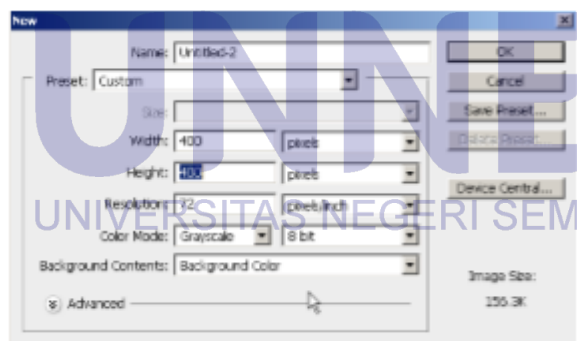 New
Name: Untitled-2
OK
Preset: Custom
Cancel
Size:
Save Preset...
Width: 400 pixels
Delete Preset...
Height: 400 pixels
Device Central...
Resolution: 72 pixels/inch
UNIVERSITAS NEGERI SEM
Color Mode: Grayscale 8 bit
Background Contents: Background Color
Image Size:
Advanced
156.3K
UNNE